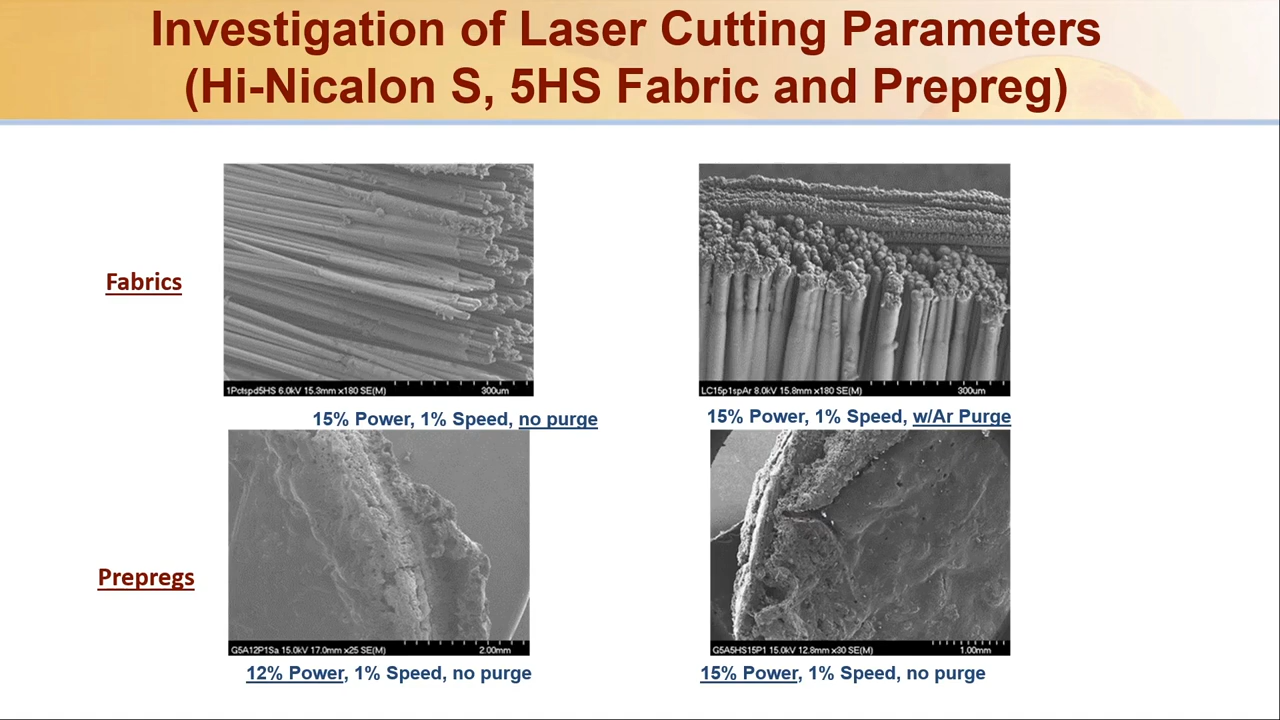 Investigation of Laser Cutting Parameters
(Hi-Nicalon S, 5HS Fabric and Prepreg)
Fabrics
1Pctspd5HS 6.0kV 15.3mm x180 SE(M) 300um
LC15p1spAr 8.0kV 15.8mm x180 SE(M) 300um
15% Power, 1% Speed, no purge
15% Power, 1% Speed, w/Ar Purge
Prepregs
G5A12P1Sa 15.0kV 17.0mm x25 SE(M) 2.00mm
G5A5HS15P1 15.0kV 12.8mm x30 SE(M) 1.00mm
12% Power, 1% Speed, no purge
15% Power, 1% Speed, no purge